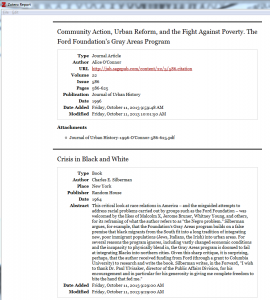 Zotero Report
Community Action, Urban Reform, and the Fight Against Poverty. The
Ford Foundation's Gray Areas Program
Type Journal Article
Author Alice O'Connor
URL http://juh.sagepub.com/content/22/5/586.citation
Volume 22
Issue 586
Pages 586-625
Publication Journal of Urban History
Date 1996
Date Added Friday, October 11, 2013 9:59:48 AM
Modified Friday, October 11, 2013 10:01:30 AM
Attachments
Journal of Urban History-1996-O'Connor-586-625.pdf
Crisis in Black and White
Type Book
Author Charles E. Silberman
Place New York
Publisher Random House
Date 1964
Abstract This critical look at race relations in America -- and the misguided attempts to
address racial problems carried out by groups such as the Ford Foundation -- was
welcomed by the likes of Malcolm X, Jerome Bruner, Whitney Young, and others,
for its reframing of what the author refers to as "the Negro problem." Silberman
argues, for example, that the Foundation's Gray Areas Program builds on a false
premise that black migrants from the South fit into a long tradition of integrating
new, poor immigrant populations (Jews, Italians, the Irish) into urban areas. For
several reasons the program ignores, including vastly changed economic conditions
and the incapacity to physically blend in, the Gray Areas program is doomed to fail
at integrating Blacks into northern cities. Given this sharp critique, it is surprising,
perhaps, that the author received funding from Ford (through a grant to Columbia
University) to research and write the book. Silberman writes, in the Forward, "I wish
to thank Dr. Paul Ylvisaker, director of the Public Affairs Division, for his
encouragement and in particular for his generosity in giving me complete freedom to
bite the hand that fed me."
Date Added Friday, October 11, 2013 9:29:00 AM
Modified Friday, October 11, 2013 9:29:00 AM